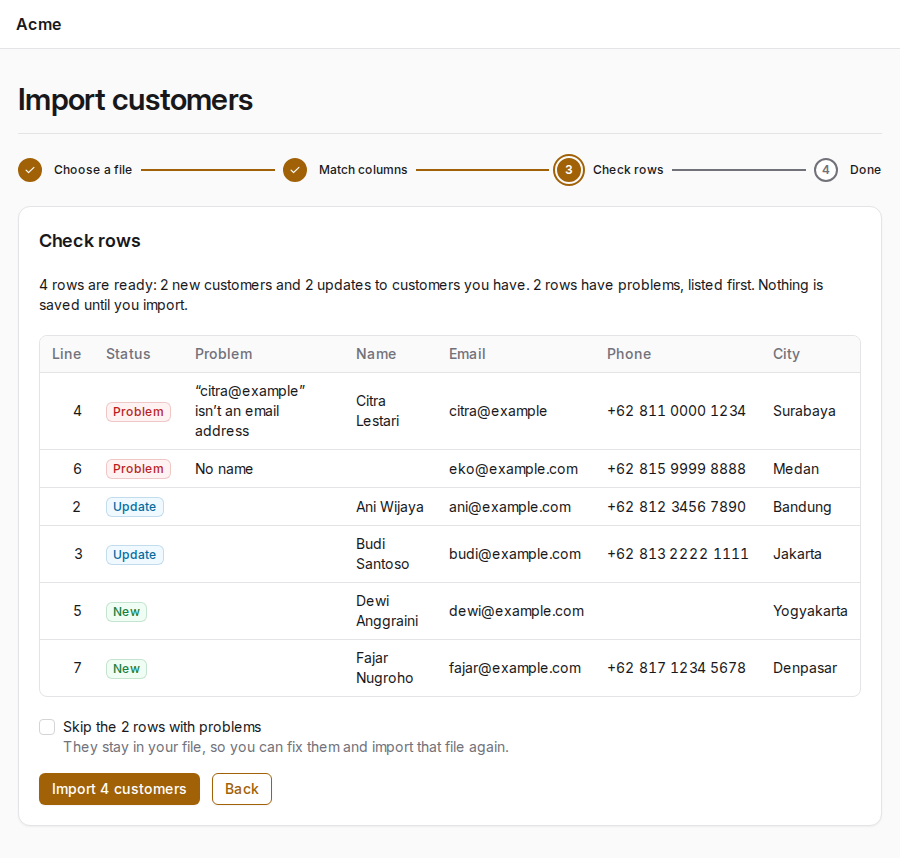 Acme
Import customers
Choose a file
Match columns
3
Check rows
4
Done
Check rows
4 rows are ready: 2 new customers and 2 updates to customers you have. 2 rows have problems, listed first. Nothing is
saved until you import.
Line Status Problem Name Email Phone City
4 Problem “citra@example” isn’t an email address Citra Lestari citra@example +62 811 0000 1234 Surabaya
6 Problem No name eko@example.com +62 815 9999 8888 Medan
2 Update Ani Wijaya ani@example.com +62 812 3456 7890 Bandung
3 Update Budi Santoso budi@example.com +62 813 2222 1111 Jakarta
5 New Dewi Anggraini dewi@example.com Yogyakarta
7 New Fajar Nugroho fajar@example.com +62 817 1234 5678 Denpasar
Skip the 2 rows with problems
They stay in your file, so you can fix them and import that file again.
Import 4 customers
Back